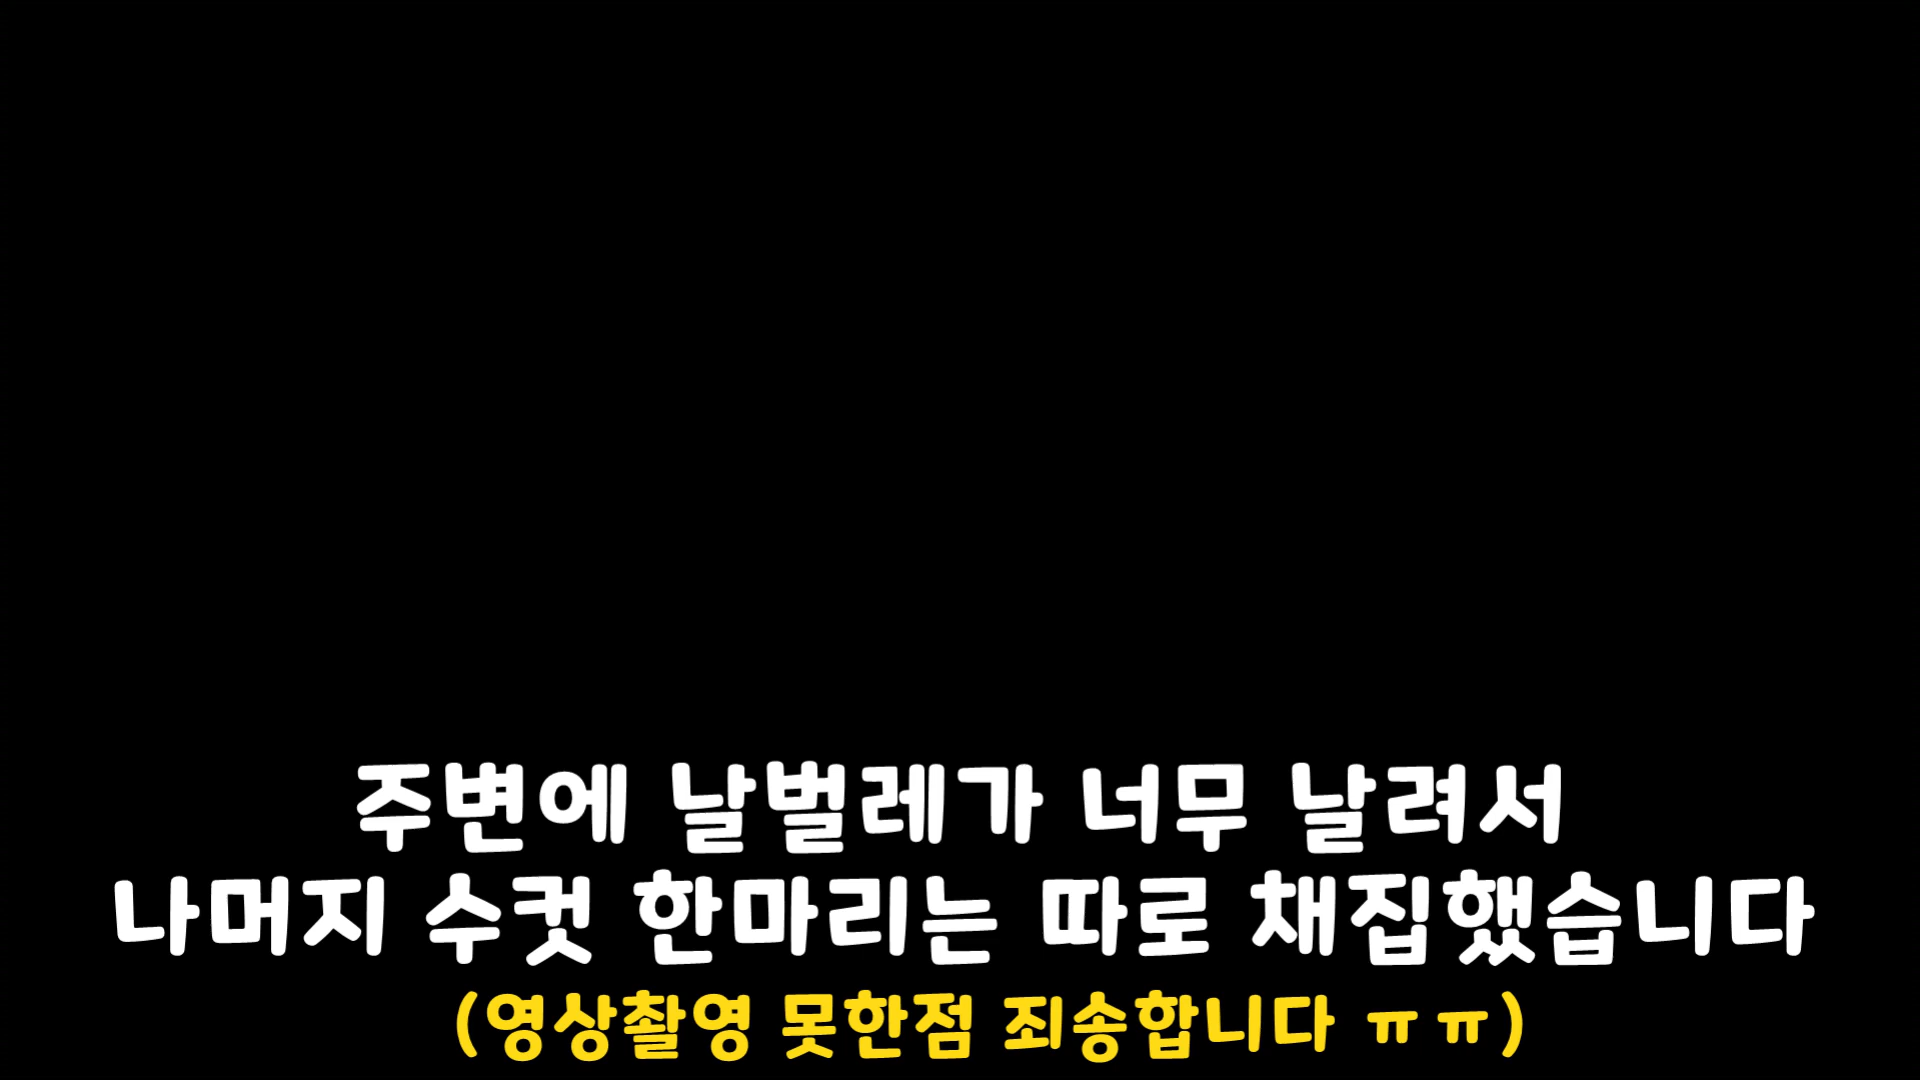 주변에 날벌레가 너무 날려서
나머지 수컷 한마리는 따로 채집했습니다
(영상촬영 못한점 죄송합니다 ㅠㅠ)